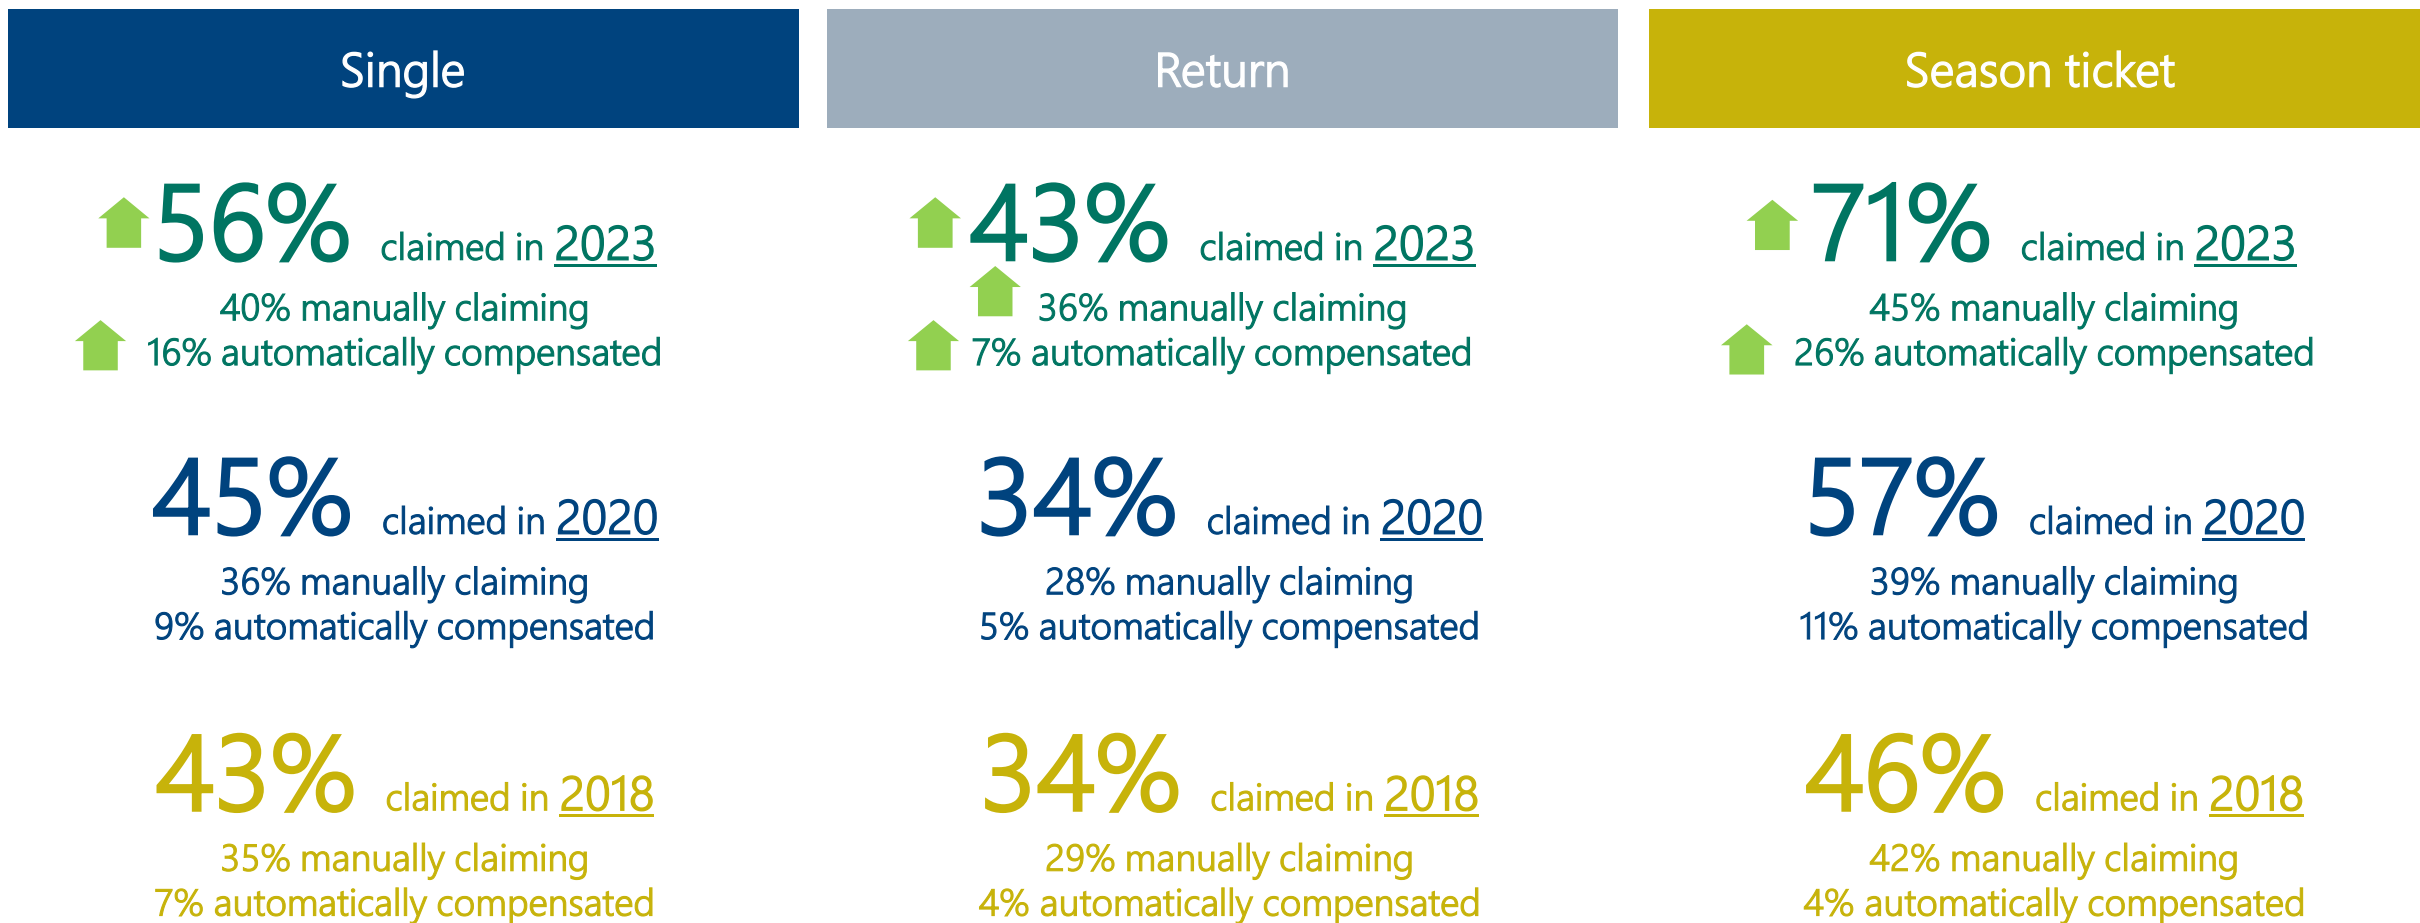 Single
56% claimed in 2023
40% manually claiming
16% automatically compensated
45% claimed in 2020
36% manually claiming
9% automatically compensated
43% claimed in 2018
35% manually claiming
7% automatically compensated
Return
43% claimed in 2023
36% manually claiming
7% automatically compensated
34% claimed in 2020
28% manually claiming
5% automatically compensated
34% claimed in 2018
29% manually claiming
4% automatically compensated
Season ticket
71% claimed in 2023
45% manually claiming
26% automatically compensated
57% claimed in 2020
39% manually claiming
11% automatically compensated
46% claimed in 2018
42% manually claiming
4% automatically compensated